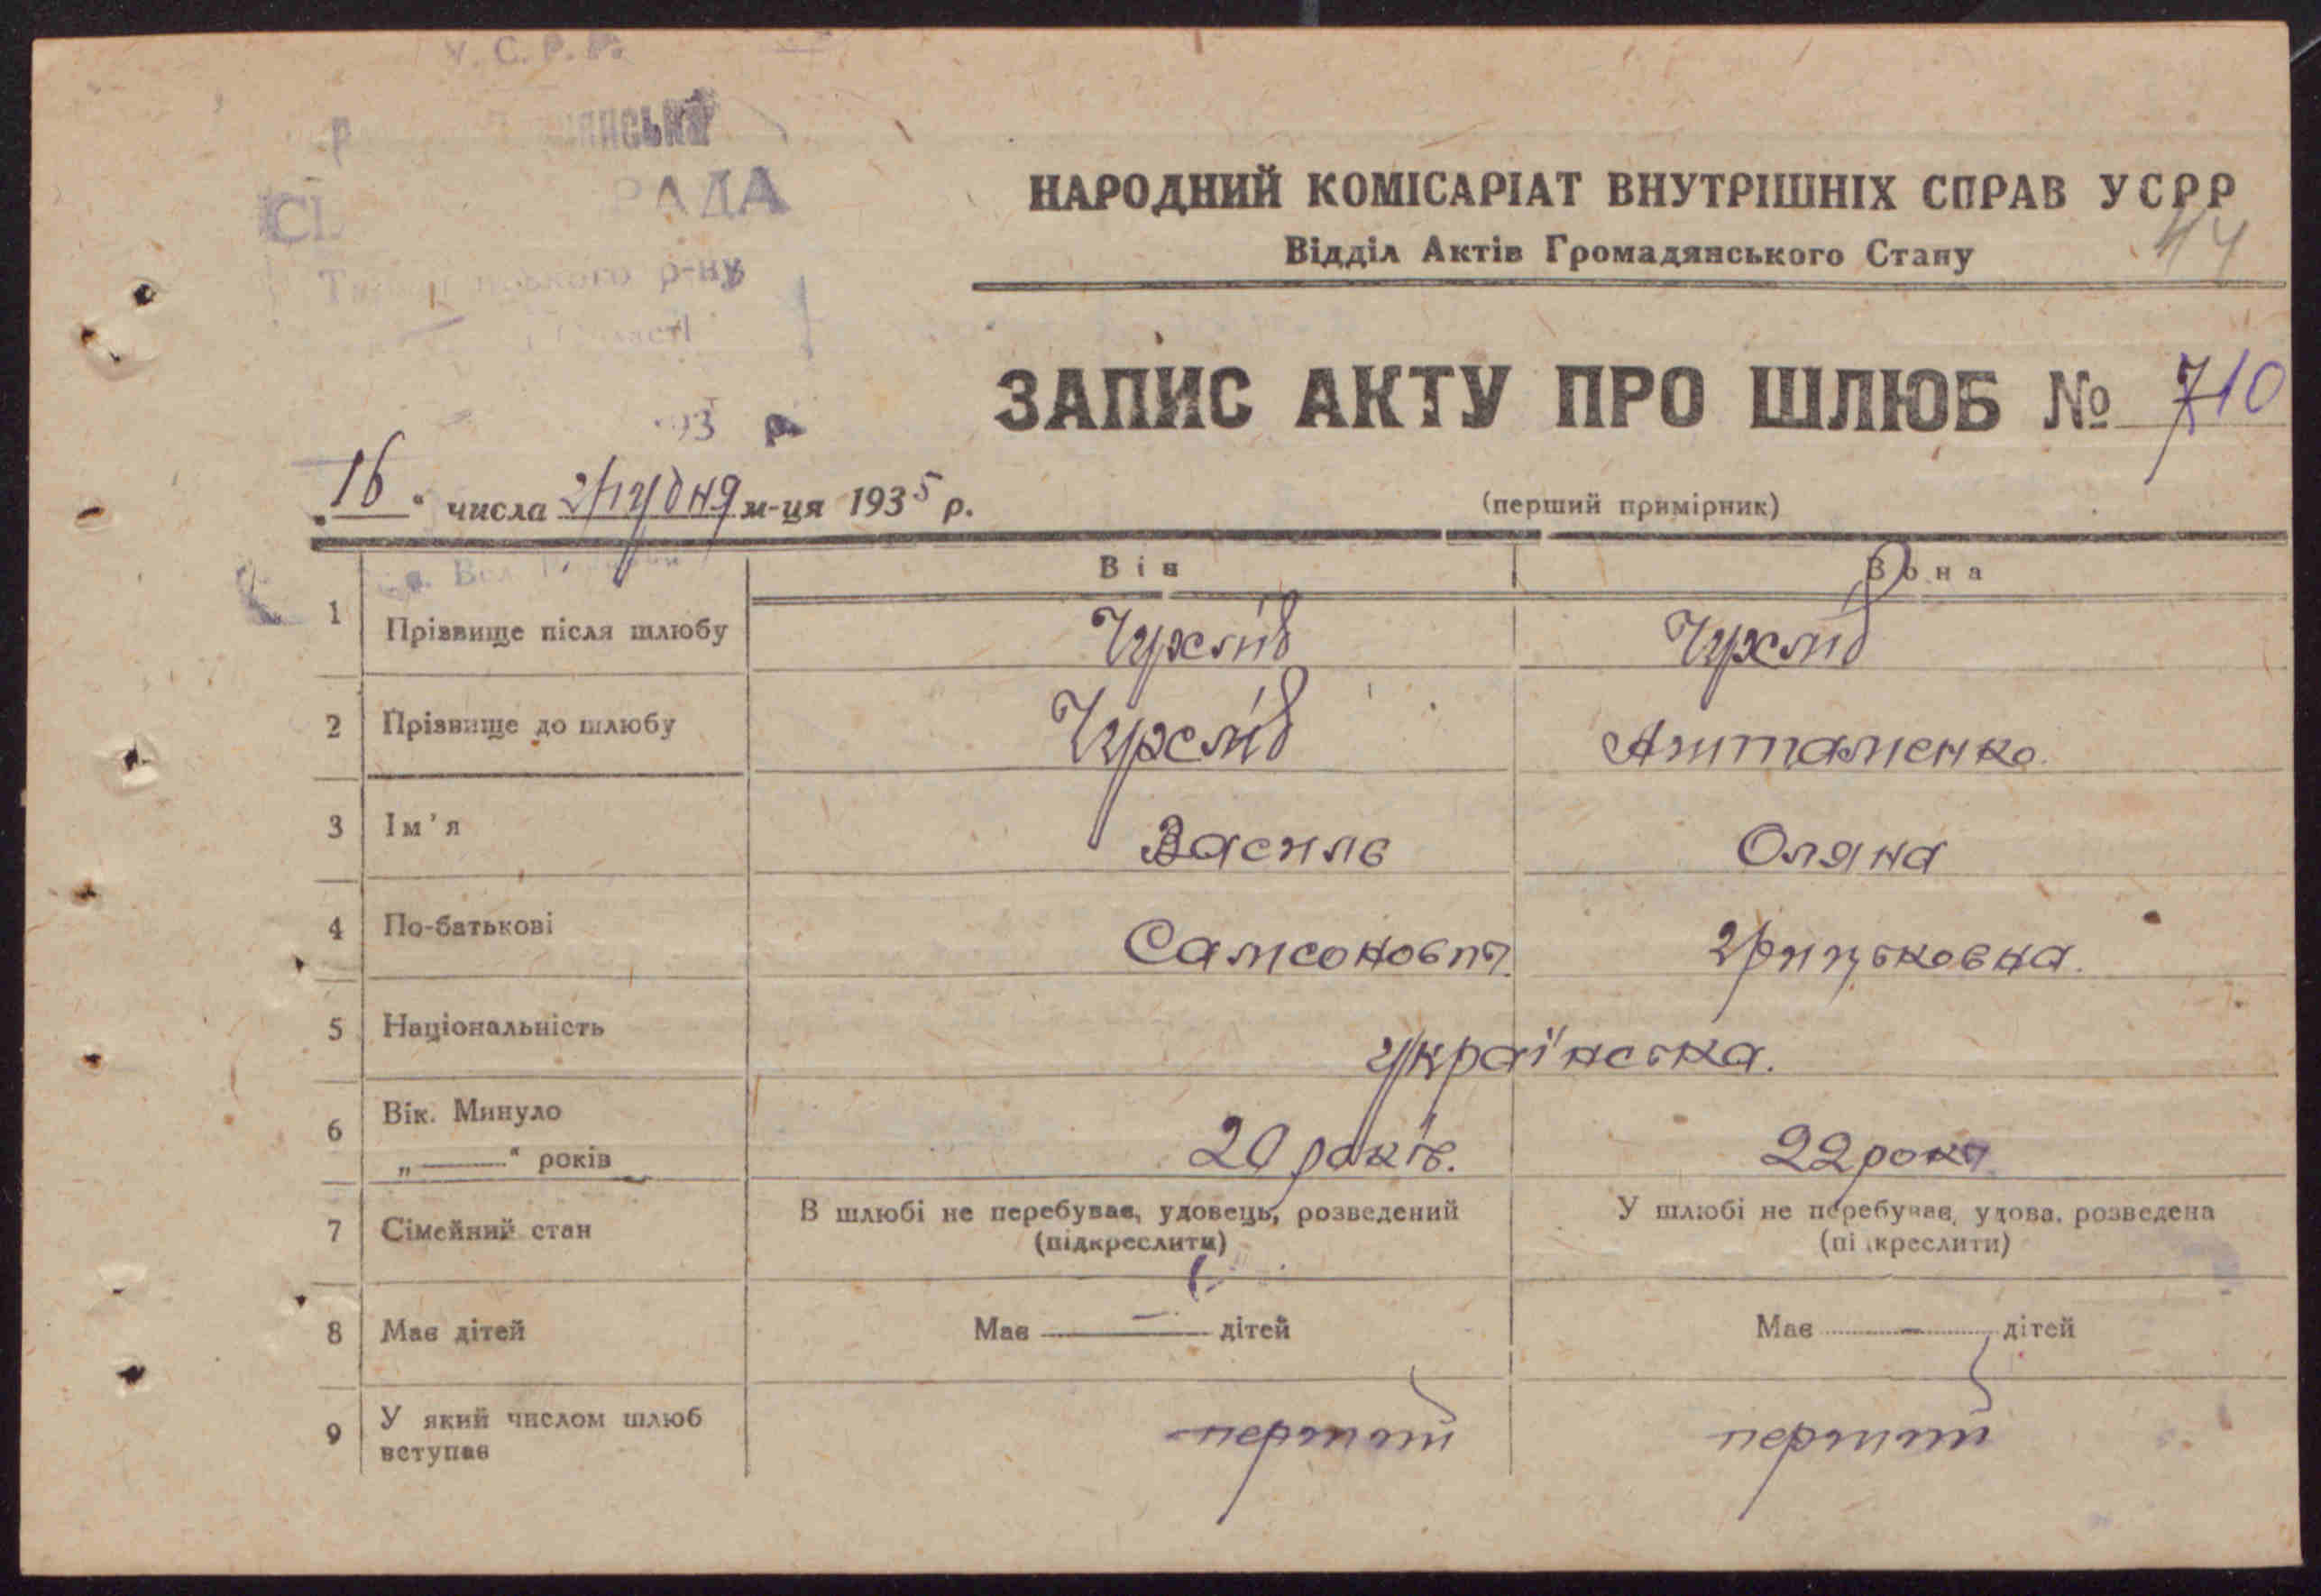 У. С. Р. Р.
РАДА
р-ну
НАРОДНИЙ КОМІСАРІАТ ВНУТРІШНІХ СПРАВ УСРР
44
Відділ Актів Громадянського Стану
ЗАПИС АКТУ ПРО ШЛЮБ № 710
193 р.
„16“ числа грудня м-ця 1935 р.
(перший примірник)
Він Вона
1 Прізвище після шлюбу Чухліб Чухліб
2 Прізвище до шлюбу Чухліб
3 Ім’я Василь Оляна
4 По-батькові Самсонович Грицьковна.
5 Національність українська.
6 Вік. Минуло
„——“ років 20 років. 22 роки
7 Сімейний стан В шлюбі не перебуває, удовець, розведений У шлюбі не перебуває, удова, розведена
(підкреслити) (підкреслити)
8 Має дітей Має — дітей Має — дітей
9 У який числом шлюб
вступає перший перший